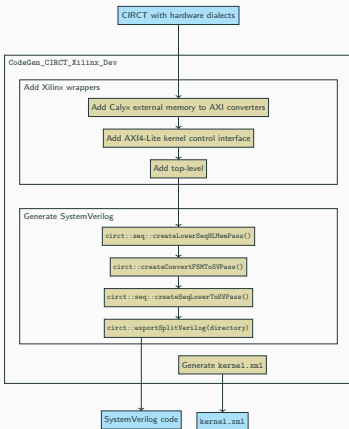 CIRCT with hardware dialects
CodeGen_CIRCT_Xilinx_Dev
Add Xilinx wrappers
Add Calyx external memory to AXI converters
Add AXI4-Lite kernel control interface
Add top-level
Generate SystemVerilog
circt::seq::createLowerSeqHLMemPass()
circt::createConvertFSMToSVPass()
circt::seq::createSeqLowerToSVPass()
circt::exportSplitVerilog(directory)
Generate kernel.xml
SystemVerilog code
kernel.xml